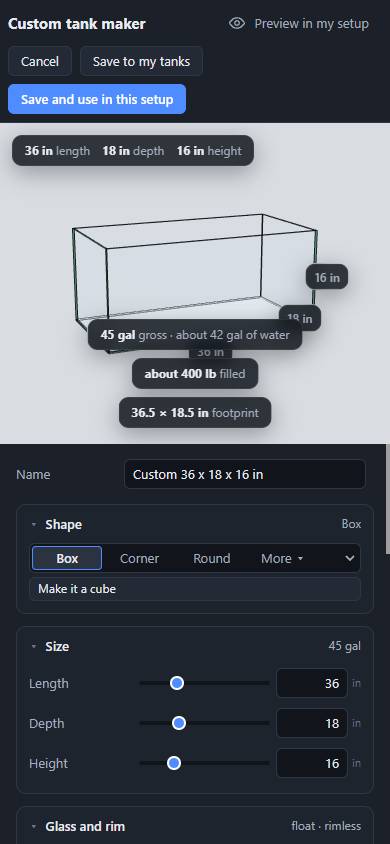 Custom tank maker
Preview in my setup
Cancel
Save to my tanks
Save and use in this setup
36 in length 18 in depth 16 in height
16 in
18 in
45 gal gross · about 42 gal of water
36 in
about 400 lb filled
36.5 × 18.5 in footprint
Name
Custom 36 x 18 x 16 in
Shape
Box
Box
Corner
Round
More
Make it a cube
Size
45 gal
Length
36 in
Depth
18 in
Height
16 in
Glass and rim
float · rimless